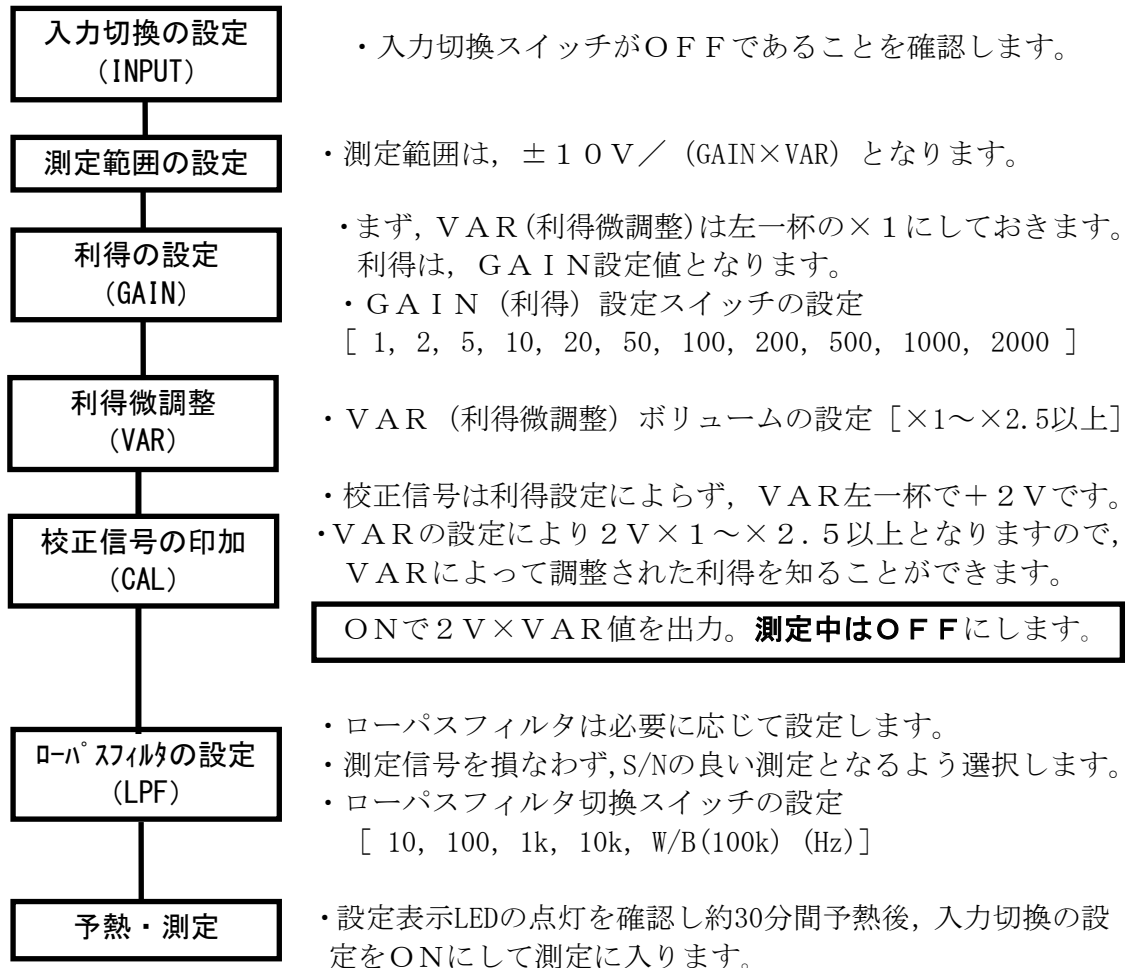 入力切換の設定
(INPUT)
・入力切換スイッチがＯＦＦであることを確認します。
測定範囲の設定
・測定範囲は，±１０Ｖ／（GAIN×VAR）となります。
利得の設定
(GAIN)
・まず，ＶＡＲ(利得微調整)は左一杯の×１にしておきます。
利得は，ＧＡＩＮ設定値となります。
・ＧＡＩＮ（利得）設定スイッチの設定
［ 1, 2, 5, 10, 20, 50, 100, 200, 500, 1000, 2000 ］
利得微調整
(VAR)
・ＶＡＲ（利得微調整）ボリュームの設定［×1～×2.5以上］
校正信号の印加
(CAL)
・校正信号は利得設定によらず，ＶＡＲ左一杯で＋２Ｖです。
・ＶＡＲの設定により２Ｖ×１～×２.５以上となりますので，
ＶＡＲによって調整された利得を知ることができます。
ＯＮで２Ｖ×ＶＡＲ値を出力。測定中はＯＦＦにします。
ﾛｰﾊﾟｽﾌｨﾙﾀの設定
(LPF)
・ローパスフィルタは必要に応じて設定します。
・測定信号を損なわず,S/Nの良い測定となるよう選択します。
・ローパスフィルタ切換スイッチの設定
［ 10, 100, 1k, 10k, W/B(100k) (Hz)］
予熱・測定
・設定表示LEDの点灯を確認し約30分間予熱後，入力切換の設
定をＯＮにして測定に入ります。